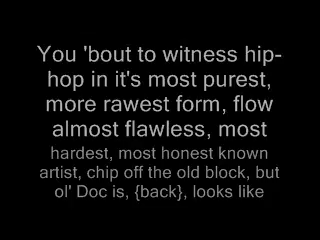 You 'bout to witness hip-
hop in it's most purest,
more rawest form, flow
almost flawless, most
hardest, most honest known
artist, chip off the old block, but
ol' Doc is, {back}, looks like